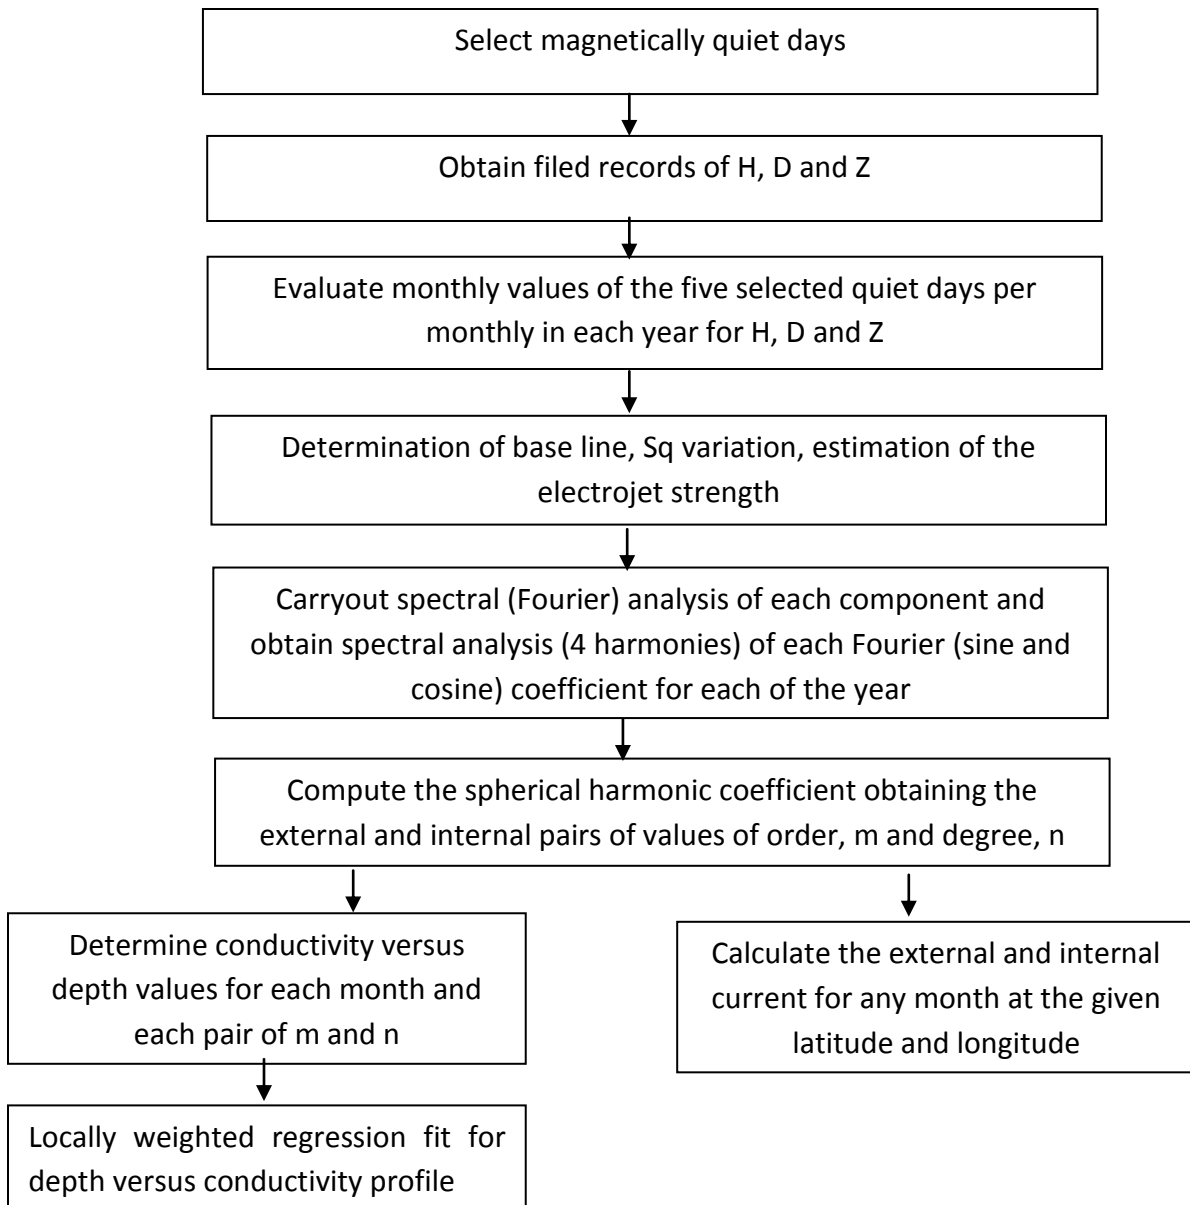 Select magnetically quiet days
Obtain filed records of H, D and Z
Evaluate monthly values of the five selected quiet days per
monthly in each year for H, D and Z
Determination of base line, Sq variation, estimation of the
electrojet strength
Carryout spectral (Fourier) analysis of each component and
obtain spectral analysis (4 harmonies) of each Fourier (sine and
cosine) coefficient for each of the year
Compute the spherical harmonic coefficient obtaining the
external and internal pairs of values of order, m and degree, n
Determine conductivity versus
depth values for each month and
each pair of m and n
Calculate the external and internal
current for any month at the given
latitude and longitude
Locally weighted regression fit for
depth versus conductivity profile